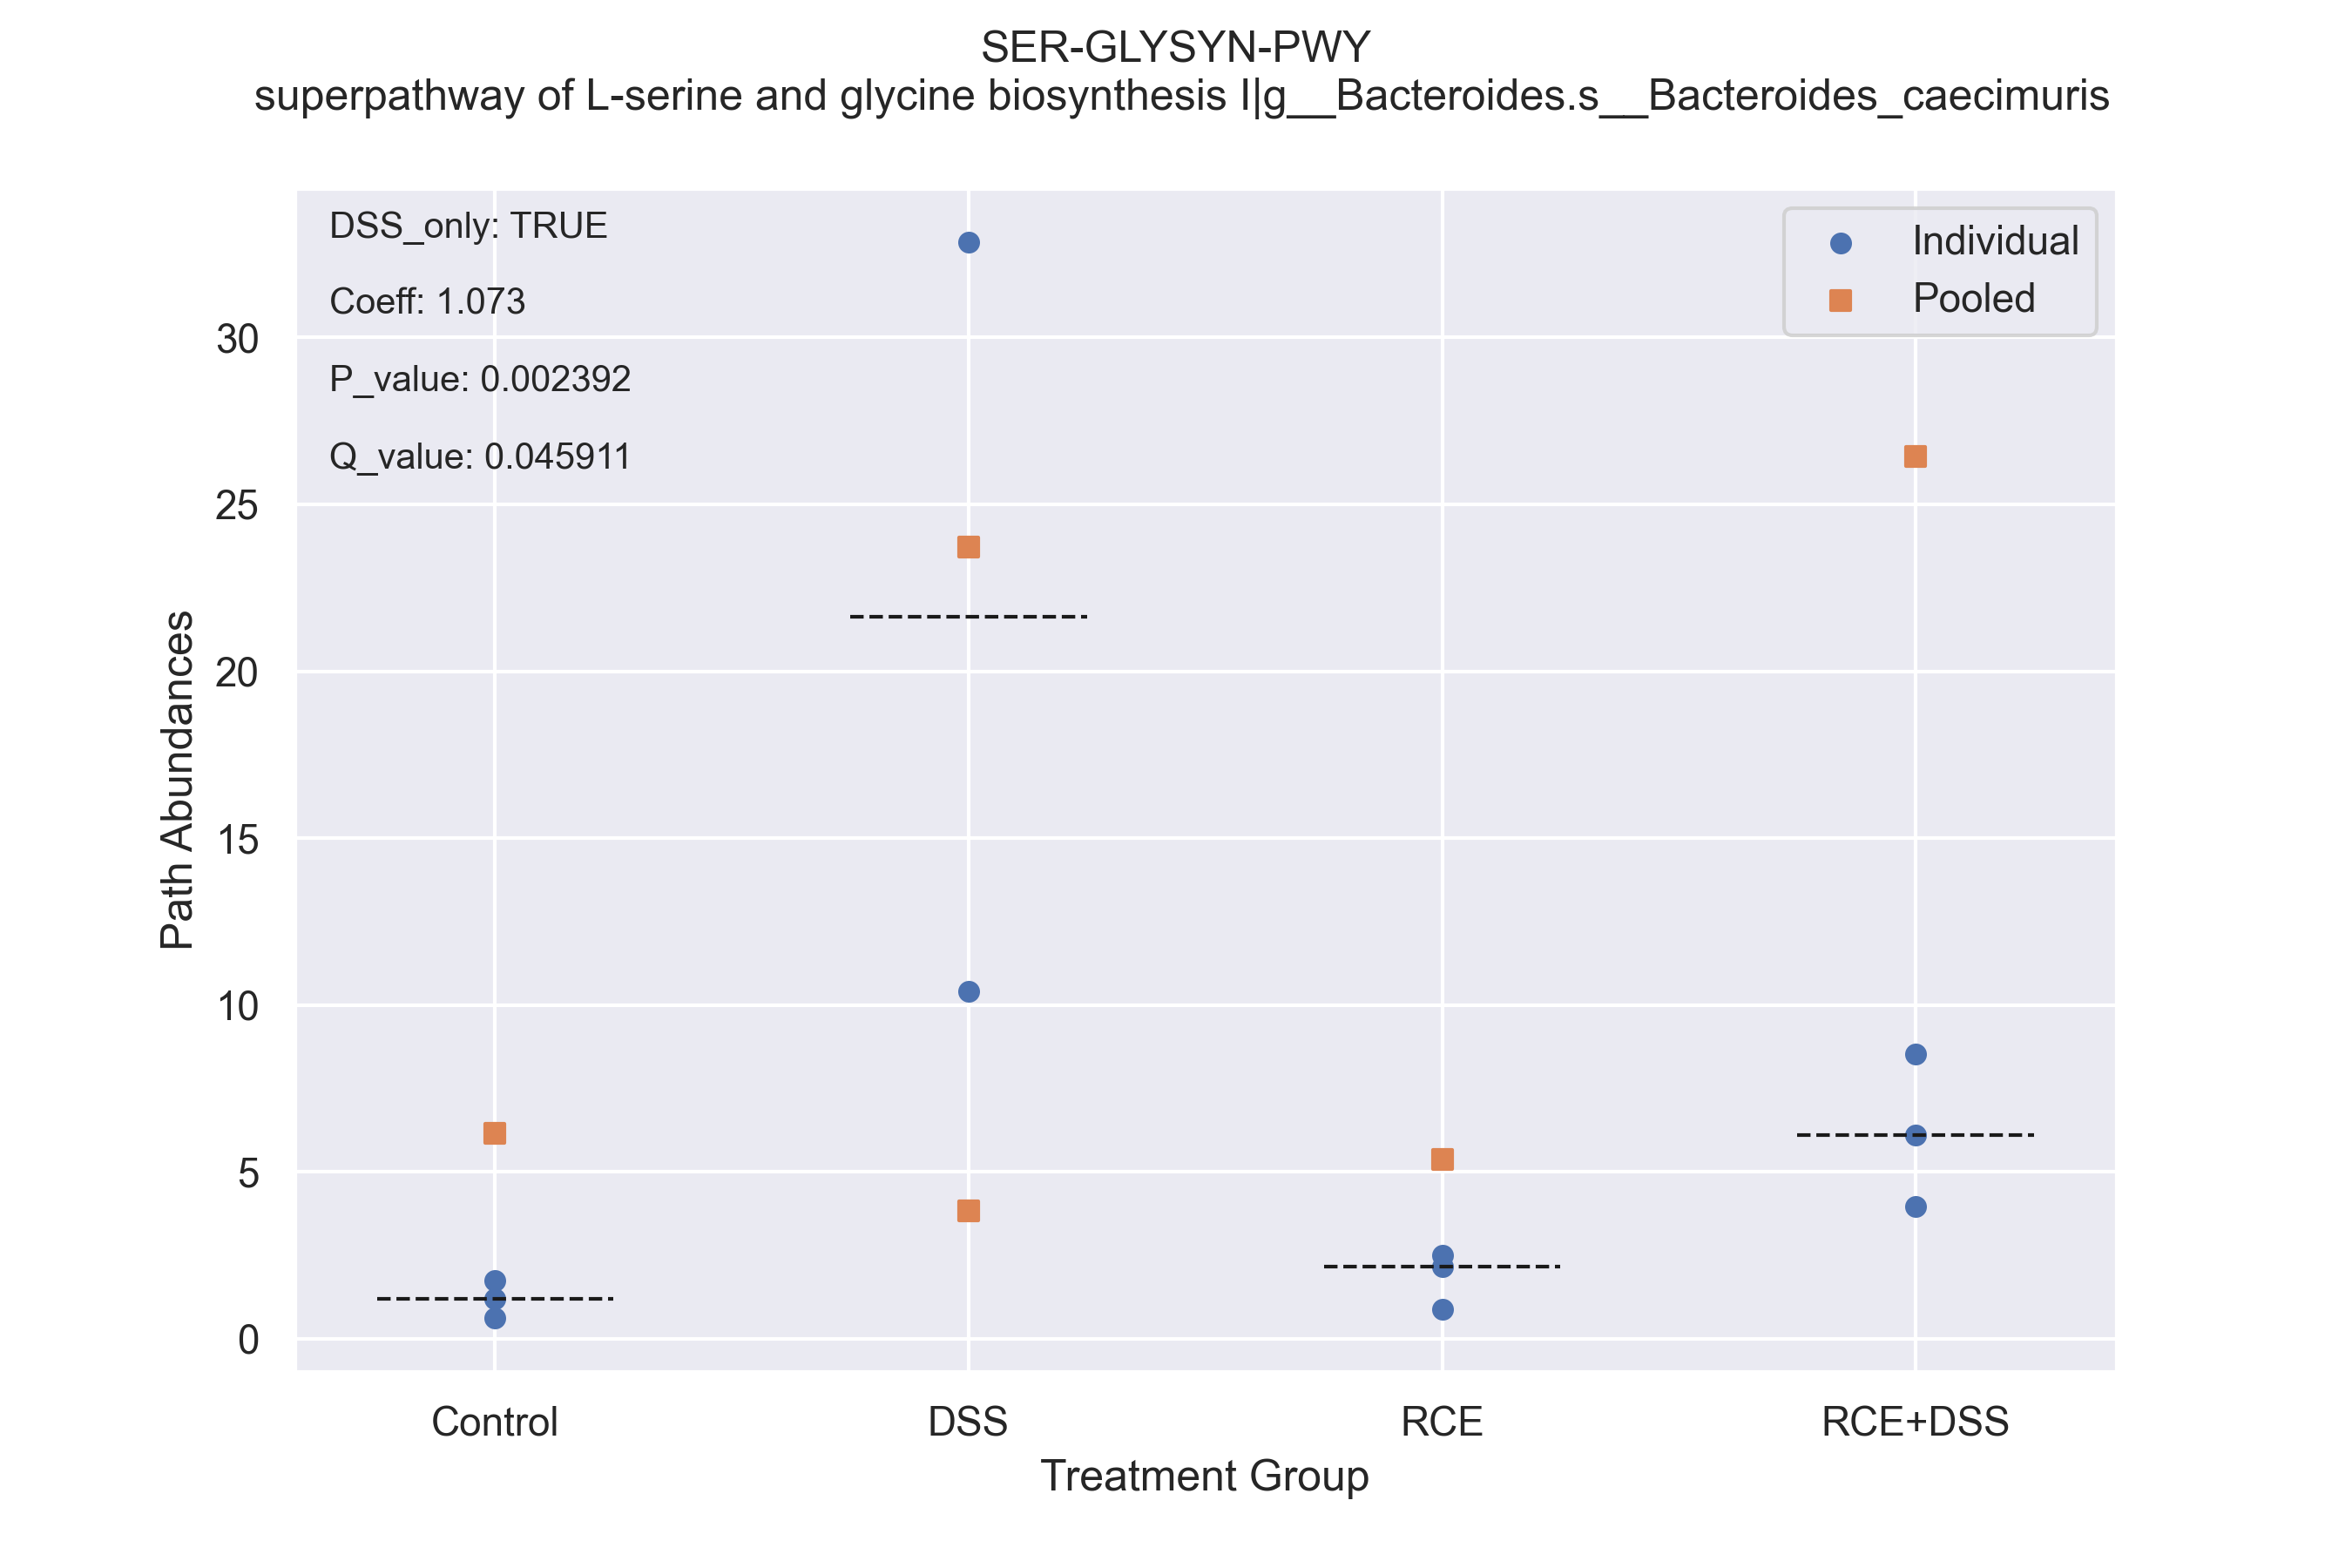 SER-GLYSYN-PWY
superpathway of L-serine and glycine biosynthesis I|g__Bacteroides.s__Bacteroides_caecimuris
DSS_only: TRUE
Coeff: 1.073
P_value: 0.002392
Q_value: 0.045911
Individual
Pooled
30
25
20
15
10
5
0
Path Abundances
Control
DSS
RCE
RCE+DSS
Treatment Group